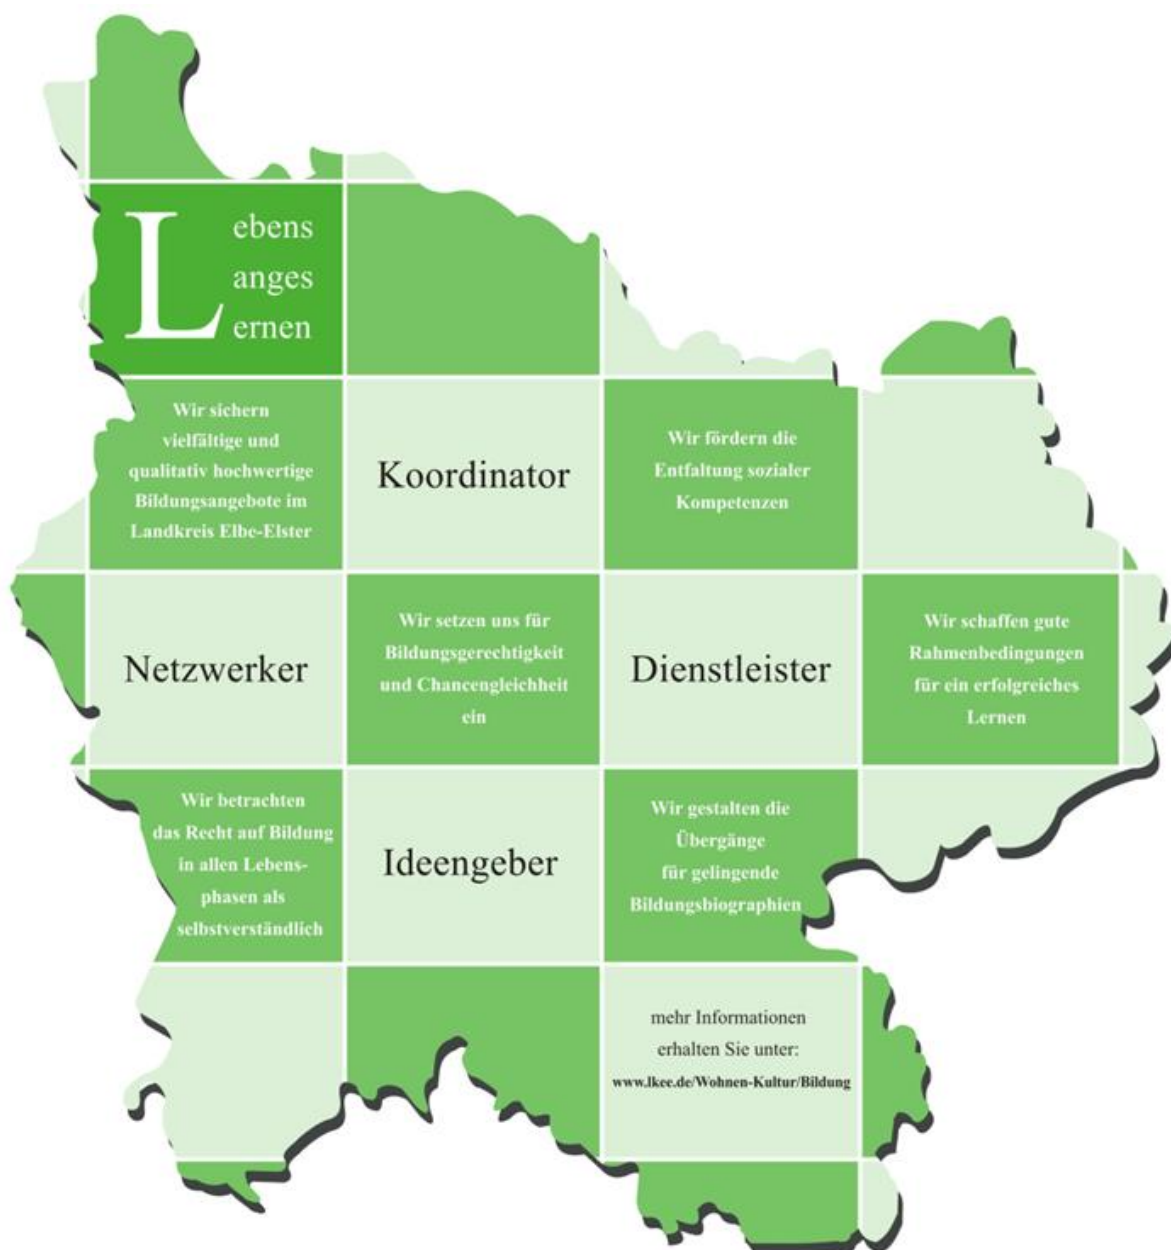 Lebens
Langes
Lernen
Wir sichern
vielfältige und
qualitativ hochwertige
Bildungsangebote im
Landkreis Elbe-Elster
Koordinator
Wir fördern die
Entfaltung sozialer
Kompetenzen
Netzwerker
Wir setzen uns für
Bildungsgerechtigkeit
und Chancengleichheit
ein
Dienstleister
Wir schaffen gute
Rahmenbedingungen
für ein erfolgreiches
Lernen
Wir betrachten
das Recht auf Bildung
in allen Lebens-
phasen als
selbstverständlich
Ideengeber
Wir gestalten die
Übergänge
für gelingende
Bildungsbiographien
mehr Informationen
erhalten Sie unter:
www.lkee.de/Wohnen-Kultur/Bildung